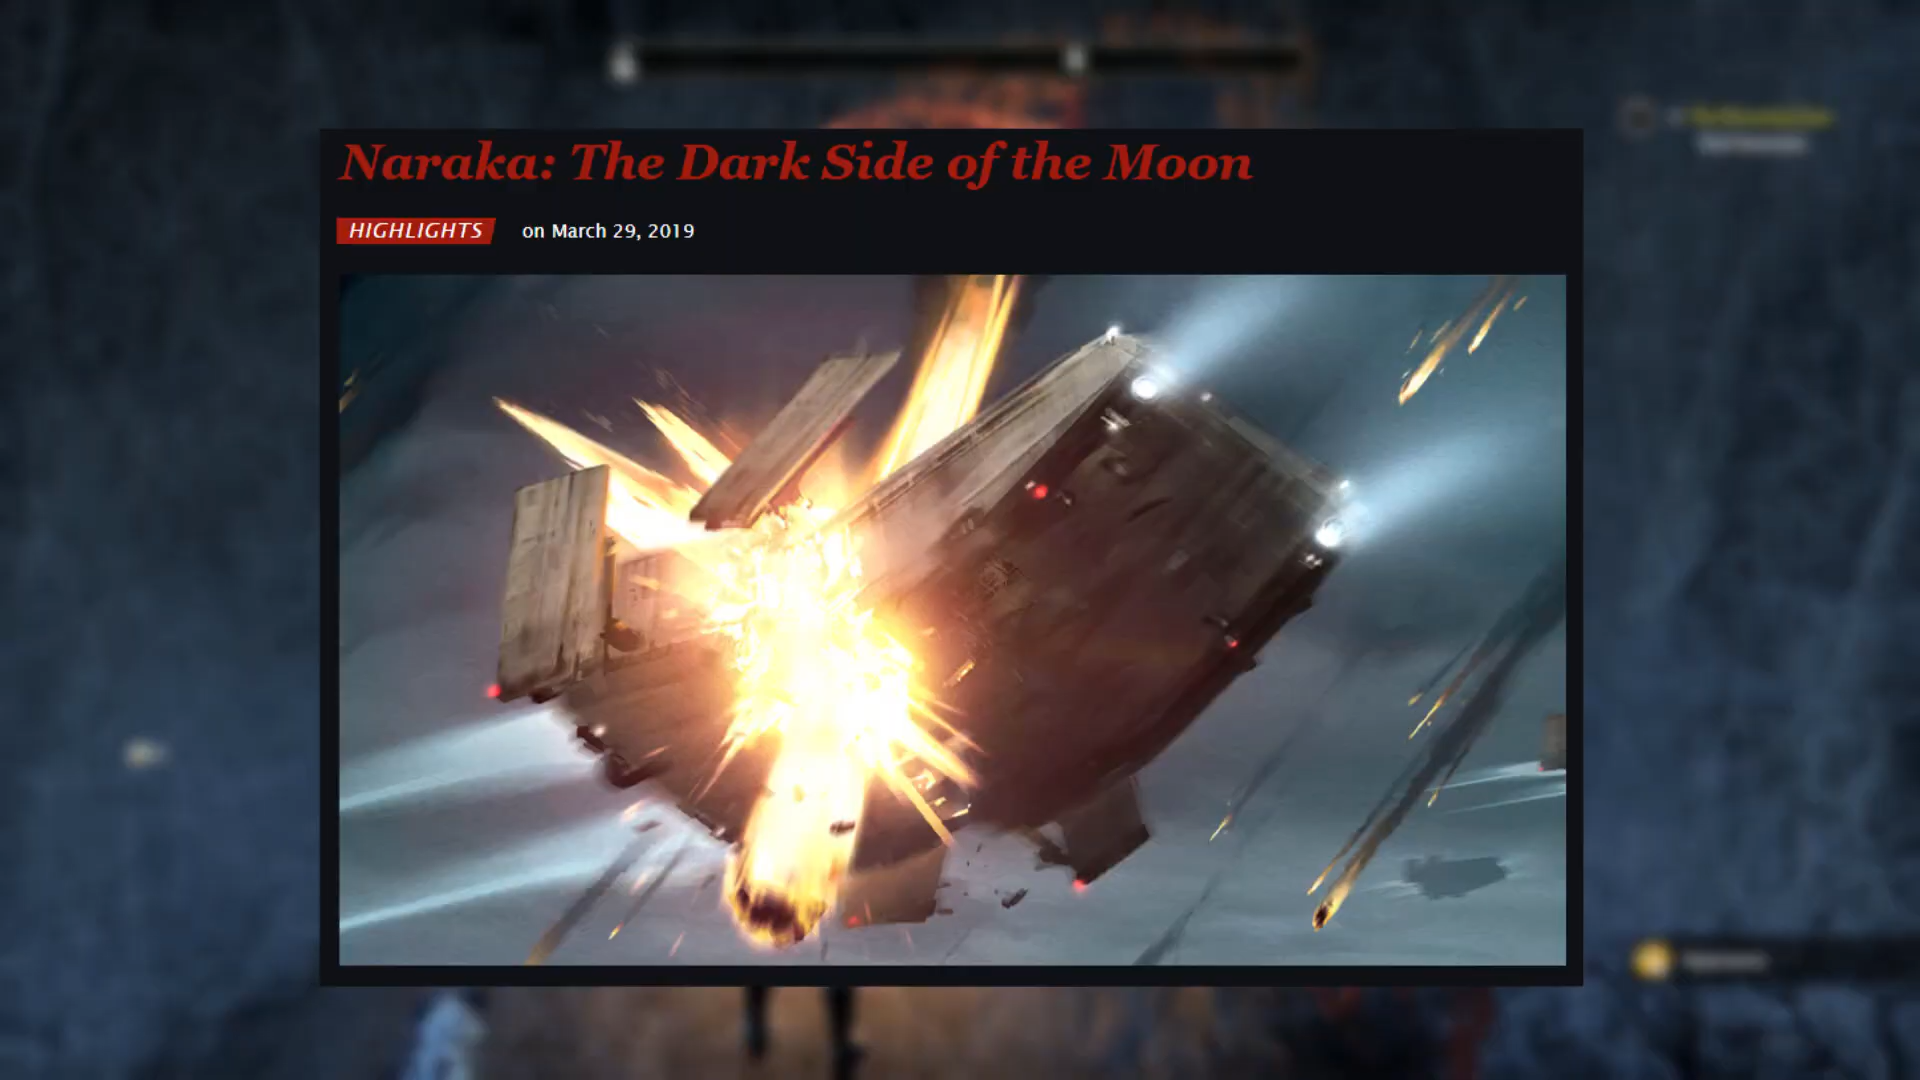 Naraka: The Dark Side of the Moon
HIGHLIGHTS on March 29, 2019